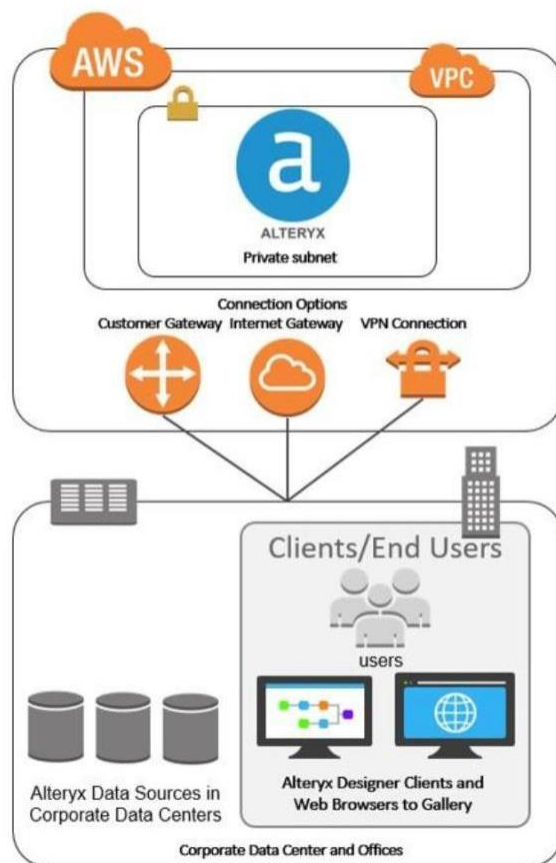 AWS
VPC
a
ALTERYX
Private subnet
Connection Options
Customer Gateway Internet Gateway VPN Connection
Clients/End Users
users
Alteryx Data Sources in
Corporate Data Centers
Alteryx Designer Clients and
Web Browsers to Gallery
Corporate Data Center and Offices